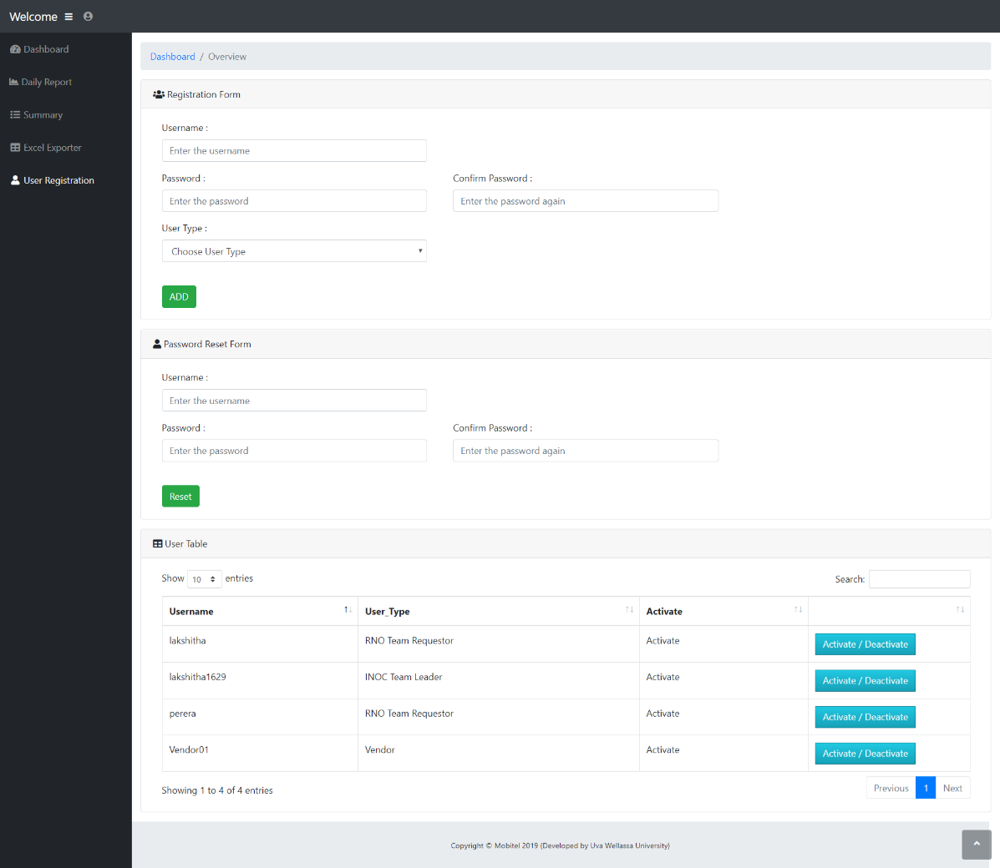 Welcome
Dashboard
Daily Report
Summary
Excel Exporter
User Registration
Dashboard / Overview
Registration Form
Username :
Enter the username
Password : Confirm Password :
Enter the password Enter the password again
User Type :
Choose User Type
ADD
Password Reset Form
Username :
Enter the username
Password : Confirm Password :
Enter the password Enter the password again
Reset
User Table
Show 10 entries Search:
Username User_Type Activate
lakshitha RNO Team Requestor Activate Activate / Deactivate
lakshitha1629 INOC Team Leader Activate Activate / Deactivate
perera RNO Team Requestor Activate Activate / Deactivate
Vendor01 Vendor Activate Activate / Deactivate
Showing 1 to 4 of 4 entries Previous 1 Next
Copyright © Mobitel 2019 (Developed by Uva Wellassa University)